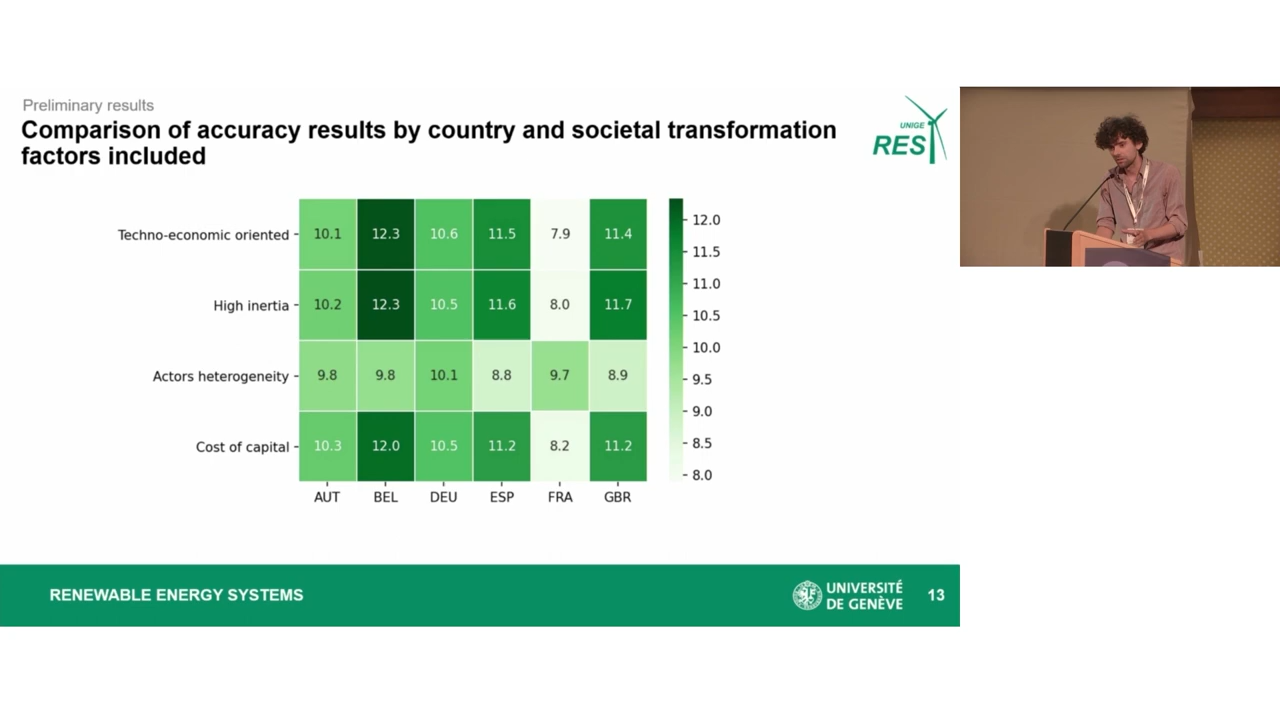 Preliminary results
Comparison of accuracy results by country and societal transformation
factors included
UNIGE
RES
Techno-economic oriented
10.1 12.3 10.6 11.5 7.9 11.4
High inertia
10.2 12.3 10.5 11.6 8.0 11.7
Actors heterogeneity
9.8 9.8 10.1 8.8 9.7 8.9
Cost of capital
10.3 12.0 10.5 11.2 8.2 11.2
AUT BEL DEU ESP FRA GBR
12.0
11.5
11.0
10.5
10.0
9.5
9.0
8.5
8.0
RENEWABLE ENERGY SYSTEMS
UNIVERSITÉ
DE GENÈVE
13